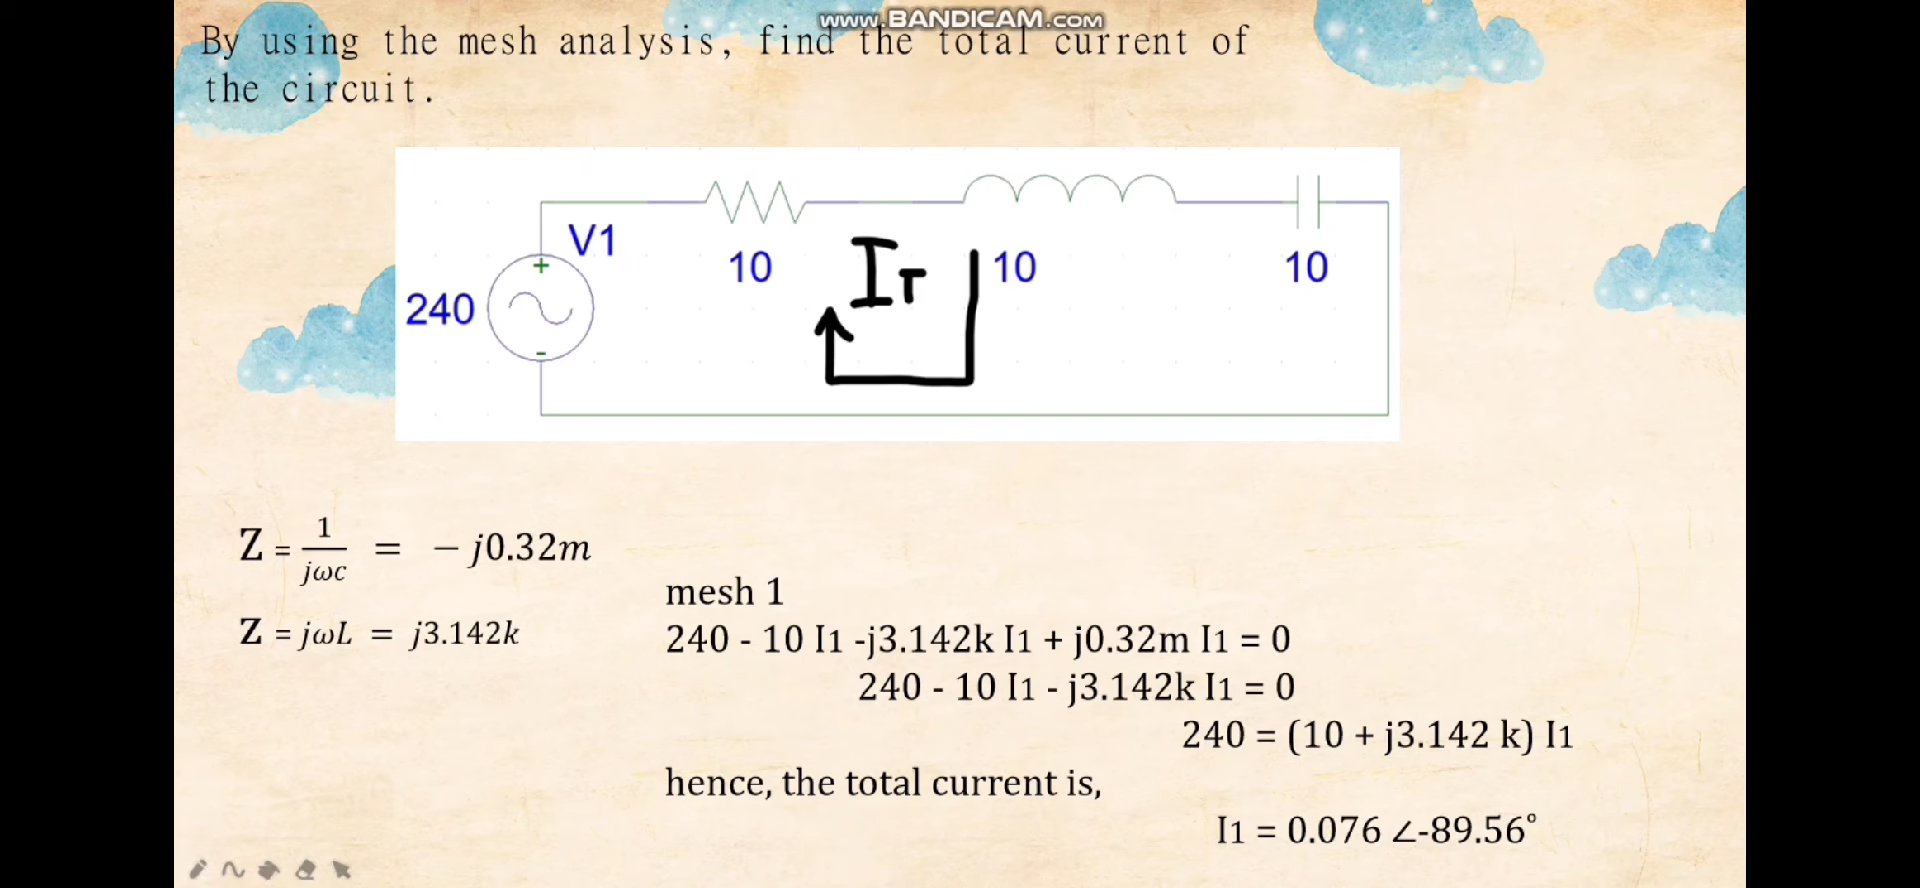 www.BANDICAM.com
By using the mesh analysis, find the total current of
the circuit.
V1
240
10
10
10
IT
Z = 1/jωc = − j0.32m
Z = jωL = j3.142k
mesh 1
240 - 10 I1 -j3.142k I1 + j0.32m I1 = 0
240 - 10 I1 - j3.142k I1 = 0
240 = (10 + j3.142 k) I1
hence, the total current is,
I1 = 0.076 ∠-89.56°